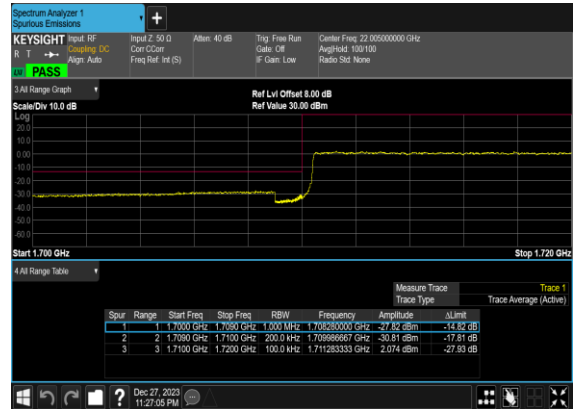 Spectrum Analyzer 1
Spurious Emissions
KEYSIGHT Input: RF Input Z: 50 Ω Atten: 40 dB Trig: Free Run Center Freq: 22.005000000 GHz
R T Coupling: DC Corr CCorr Gate: Off Avg|Hold: 100/100
Align: Auto Freq Ref: Int (S) IF Gain: Low Radio Std: None
LW PASS
3 All Range Graph
Ref Lvl Offset 8.00 dB
Scale/Div 10.0 dB Ref Value 30.00 dBm
Log
20.0
10.0
0.00
-10.0
-20.0
-30.0
-40.0
-50.0
-60.0
Start 1.700 GHz Stop 1.720 GHz
4 All Range Table
Measure Trace Trace 1
Trace Type Trace Average (Active)
Spur Range Start Freq Stop Freq RBW Frequency Amplitude ΔLimit
1 1 1.7000 GHz 1.7090 GHz 1.000 MHz 1.708280000 GHz -27.82 dBm -14.82 dB
2 2 1.7090 GHz 1.7100 GHz 200.0 kHz 1.709986667 GHz -30.81 dBm -17.81 dB
3 3 1.7100 GHz 1.7200 GHz 100.0 kHz 1.711283333 GHz 2.074 dBm -27.93 dB
? Dec 27, 2023
11:27:05 PM